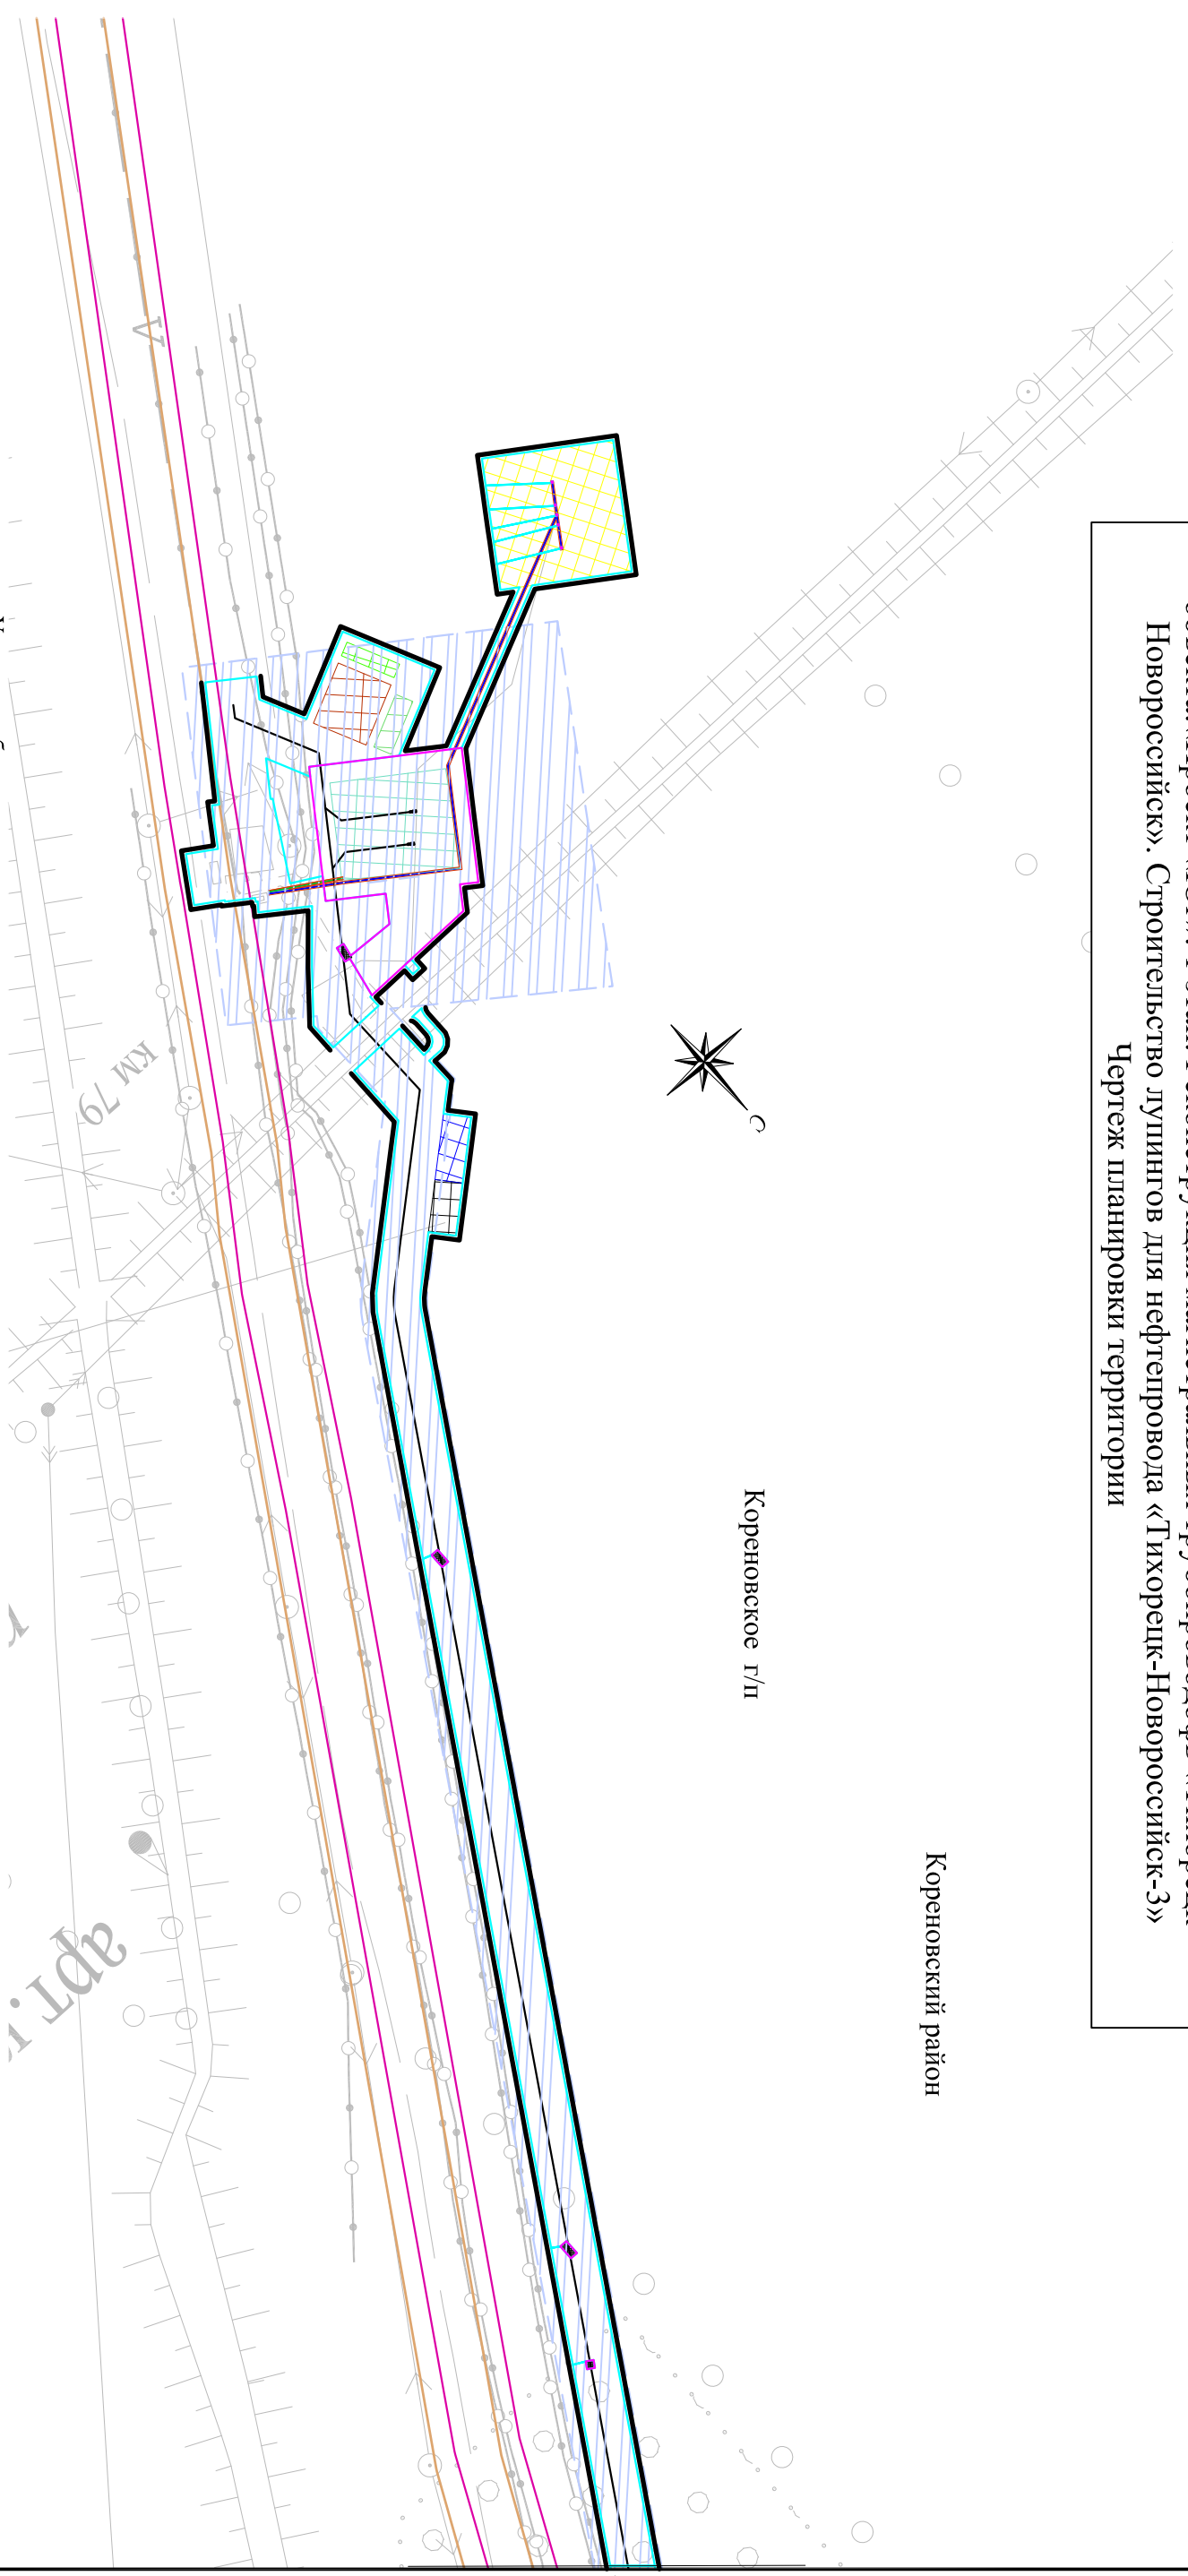 Новороссийск». Строительство лупингов для нефтепровода «Тихорецк-Новороссийск-3»
Чертеж планировки территории
Кореновский район
Кореновское г/п
С
км 79